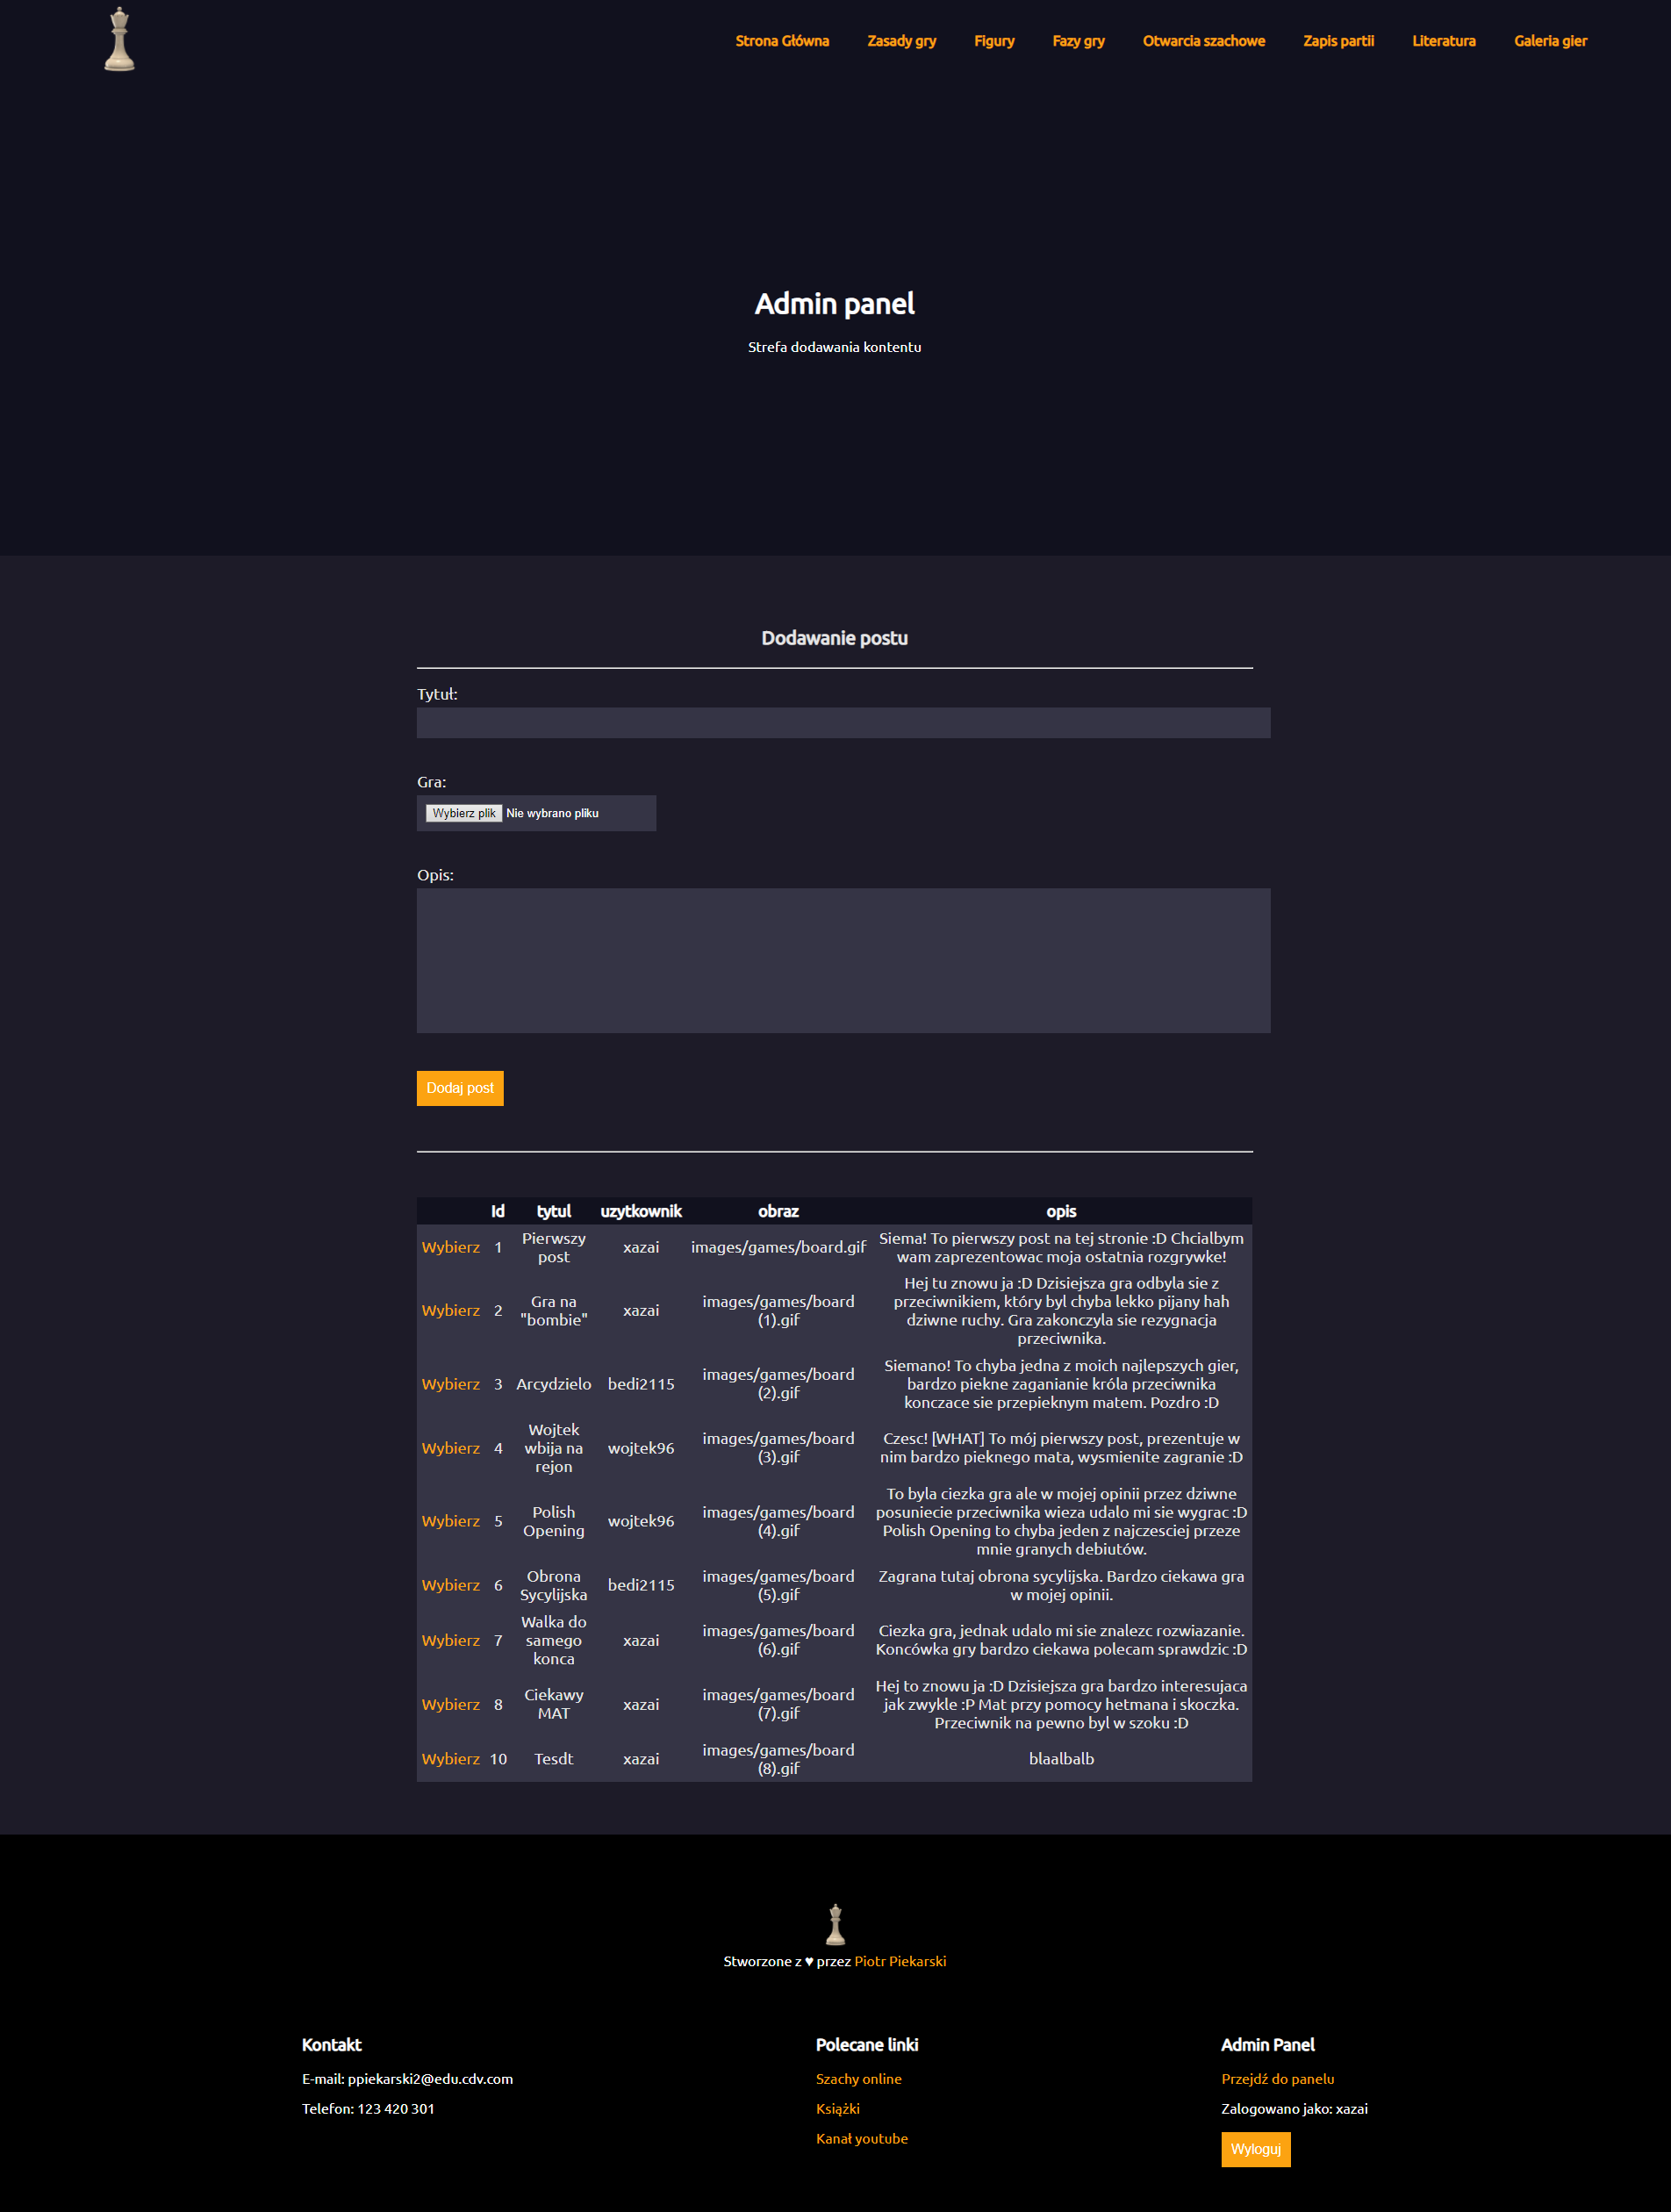 Strona Główna Zasady gry Figury Fazy gry Otwarcia szachowe Zapis partii Literatura Galeria gier
Admin panel
Strefa dodawania kontentu
Dodawanie postu
Tytuł:
Gra:
Wybierz plik Nie wybrano pliku
Opis:
Dodaj post
Id tytul uzytkownik obraz opis
Wybierz 1 Pierwszy post xazai images/games/board.gif Siema! To pierwszy post na tej stronie :D Chcialbym
wam zaprezentowac moja ostatnia rozgrywke!
Wybierz 2 Gra na "bombie" xazai images/games/board (1).gif Hej tu znowu ja :D Dzisiejsza gra odbyla sie z
przeciwnikiem, który byl chyba lekko pijany hah
dziwne ruchy. Gra zakonczyla sie rezygnacja
przeciwnika.
Wybierz 3 Arcydzielo bedi2115 images/games/board (2).gif Siemano! To chyba jedna z moich najlepszych gier,
bardzo piekne zaganianie króla przeciwnika
konczace sie przepieknym matem. Pozdro :D
Wybierz 4 Wojtek wbija na rejon wojtek96 images/games/board (3).gif Czesc! [WHAT] To mój pierwszy post, prezentuje w
nim bardzo pieknego mata, wysmienite zagranie :D
Wybierz 5 Polish Opening wojtek96 images/games/board (4).gif To byla ciezka gra ale w mojej opinii przez dziwne
posuniecie przeciwnika wieza udalo mi sie wygrac :D
Polish Opening to chyba jeden z najczesciej przeze
mnie granych debiutów.
Wybierz 6 Obrona Sycylijska bedi2115 images/games/board (5).gif Zagrana tutaj obrona sycylijska. Bardzo ciekawa gra
w mojej opinii.
Wybierz 7 Walka do samego konca xazai images/games/board (6).gif Ciezka gra, jednak udalo mi sie znalezc rozwiazanie.
Koncówka gry bardzo ciekawa polecam sprawdzic :D
Wybierz 8 Ciekawy MAT xazai images/games/board (7).gif Hej to znowu ja :D Dzisiejsza gra bardzo interesujaca
jak zwykle :P Mat przy pomocy hetmana i skoczka.
Przeciwnik na pewno byl w szoku :D
Wybierz 10 Tesdt xazai images/games/board (8).gif blaalbalb
Stworzone z ♥ przez Piotr Piekarski
Kontakt
E-mail: ppiekarski2@edu.cdv.com
Telefon: 123 420 301
Polecane linki
Szachy online
Książki
Kanał youtube
Admin Panel
Przejdź do panelu
Zalogowano jako: xazai
Wyloguj